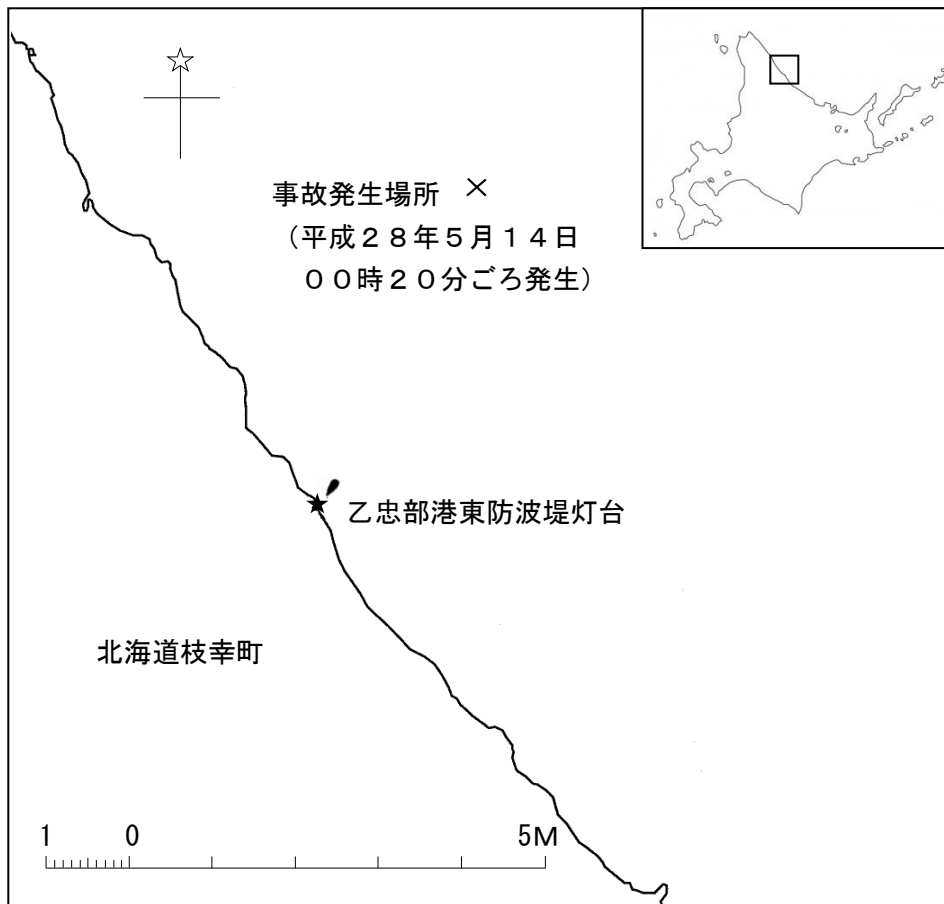 事故発生場所 ×
(平成28年5月14日
00時20分ごろ発生)
乙忠部港東防波堤灯台
北海道枝幸町
1 0 5M